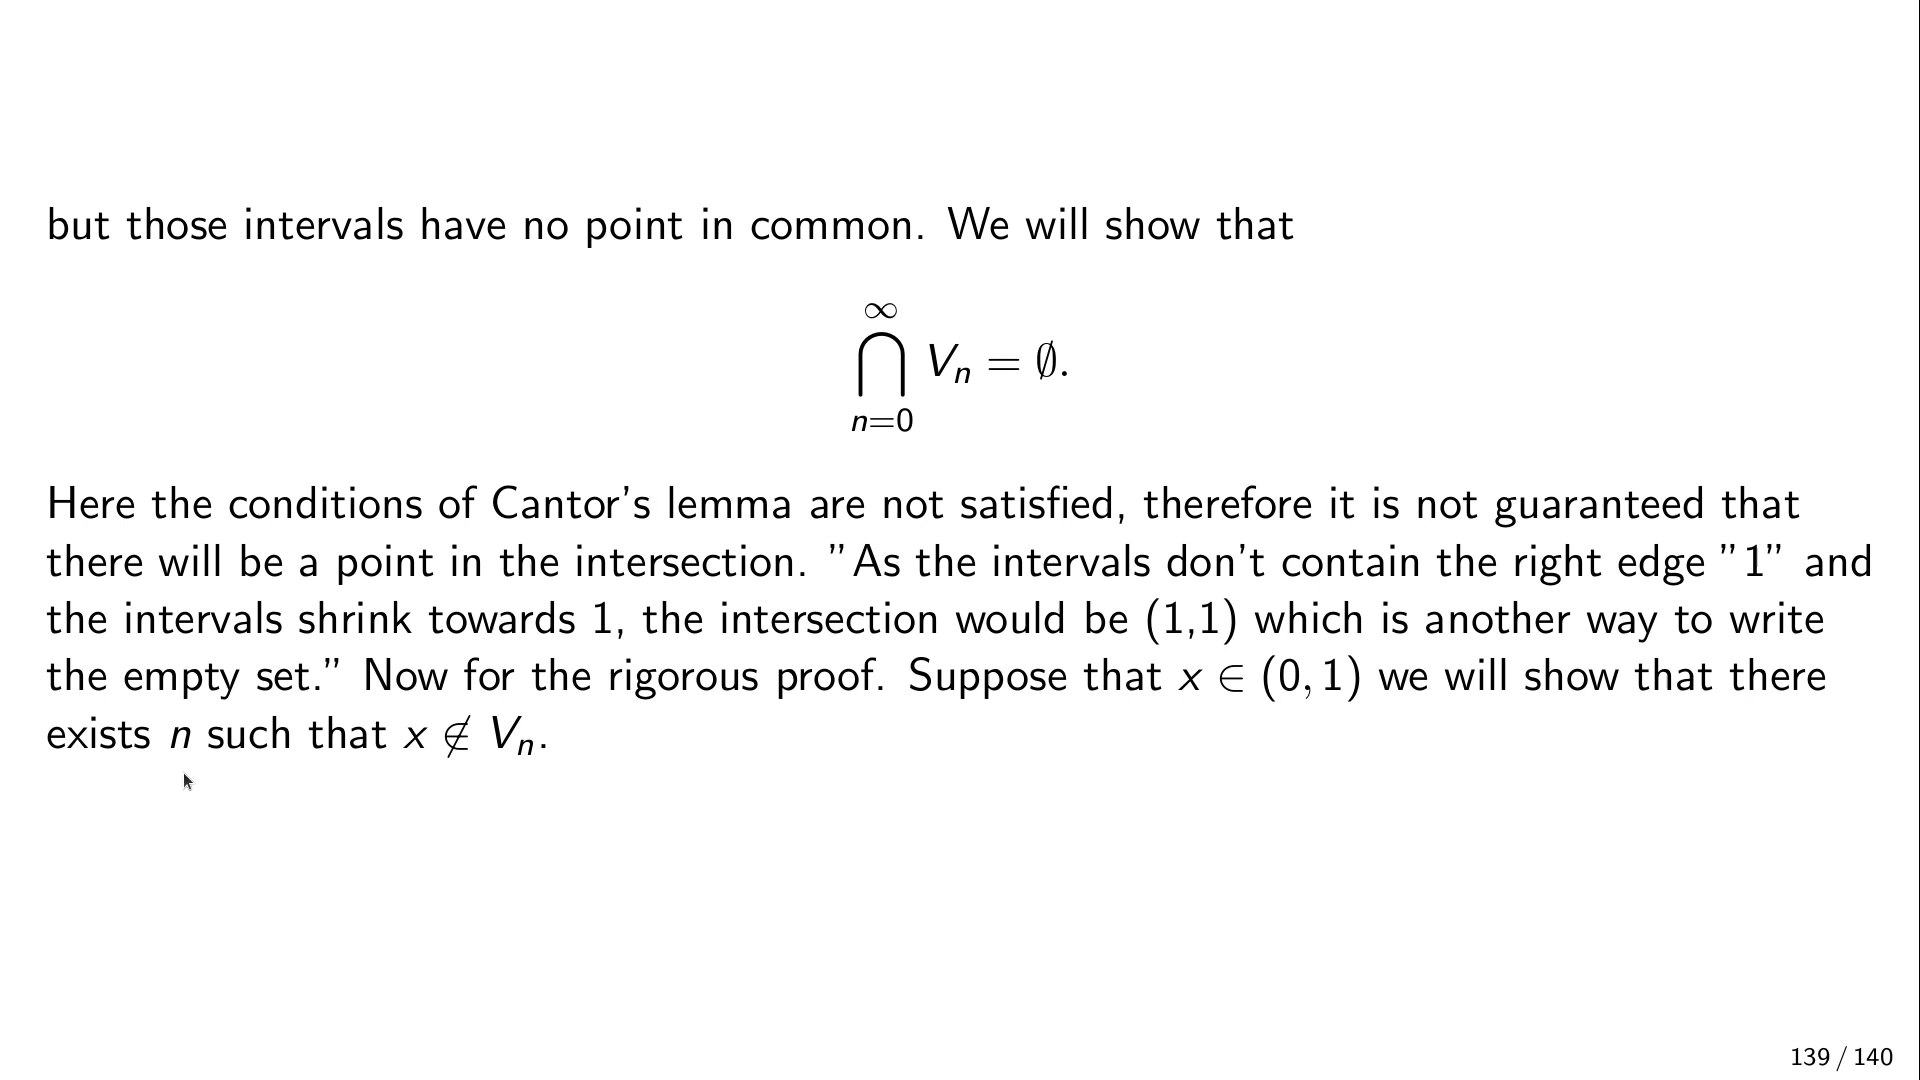 but those intervals have no point in common. We will show that
∞
⋂ Vₙ = ∅.
n=0
Here the conditions of Cantor's lemma are not satisfied, therefore it is not guaranteed that
there will be a point in the intersection. ”As the intervals don't contain the right edge ”1” and
the intervals shrink towards 1, the intersection would be (1,1) which is another way to write
the empty set.” Now for the rigorous proof. Suppose that x ∈ (0, 1) we will show that there
exists n such that x ∉ Vₙ.
139 / 140